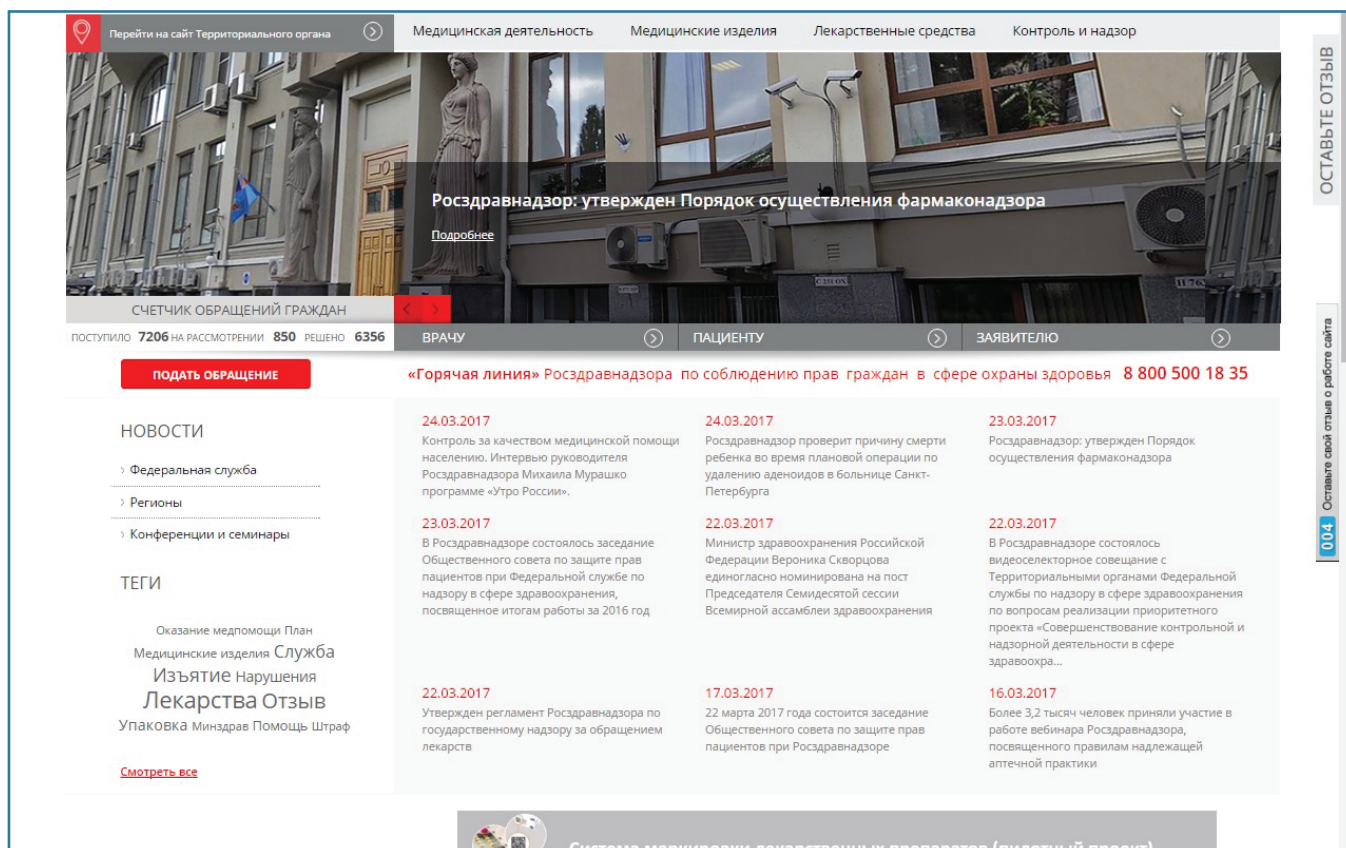 Перейти на сайт Территориального органа
Медицинская деятельность Медицинские изделия Лекарственные средства Контроль и надзор
Росздравнадзор: утвержден Порядок осуществления фармаконадзора
Подробнее
СЧЕТЧИК ОБРАЩЕНИЙ ГРАЖДАН
ПОСТУПИЛО 7206 НА РАССМОТРЕНИИ 850 РЕШЕНО 6356
ВРАЧУ ПАЦИЕНТУ ЗАЯВИТЕЛЮ
ПОДАТЬ ОБРАЩЕНИЕ
«Горячая линия» Росздравнадзора по соблюдению прав граждан в сфере охраны здоровья 8 800 500 18 35
НОВОСТИ
Федеральная служба
Регионы
Конференции и семинары
ТЕГИ
Оказание медпомощи План
Медицинские изделия Служба
Изъятие Нарушения
Лекарства Отзыв
Упаковка Минздрав Помощь Штраф
Смотреть все
24.03.2017
Контроль за качеством медицинской помощи
населению. Интервью руководителя
Росздравнадзора Михаила Мурашко
программе «Утро России».
24.03.2017
Росздравнадзор проверит причину смерти
ребенка во время плановой операции по
удалению аденоидов в больнице Санкт-
Петербурга
23.03.2017
Росздравнадзор: утвержден Порядок
осуществления фармаконадзора
23.03.2017
В Росздравнадзоре состоялось заседание
Общественного совета по защите прав
пациентов при Федеральной службе по
надзору в сфере здравоохранения,
посвященное итогам работы за 2016 год
22.03.2017
Министр здравоохранения Российской
Федерации Вероника Скворцова
единогласно номинирована на пост
Председателя Семидесятой сессии
Всемирной ассамблеи здравоохранения
22.03.2017
В Росздравнадзоре состоялось
видеоселекторное совещание с
Территориальными органами Федеральной
службы по надзору в сфере здравоохранения
по вопросам реализации приоритетного
проекта «Совершенствование контрольной и
надзорной деятельности в сфере
здравоохра...
22.03.2017
Утвержден регламент Росздравнадзора по
государственному надзору за обращением
лекарств
17.03.2017
22 марта 2017 года состоится заседание
Общественного совета по защите прав
пациентов при Росздравнадзоре
16.03.2017
Более 3,2 тысяч человек приняли участие в
работе вебинара Росздравнадзора,
посвященного правилам надлежащей
аптечной практики
Система маркировки лекарственных препаратов (пилотный проект)
ОСТАВЬТЕ ОТЗЫВ
004 Оставьте свой отзыв о работе сайта